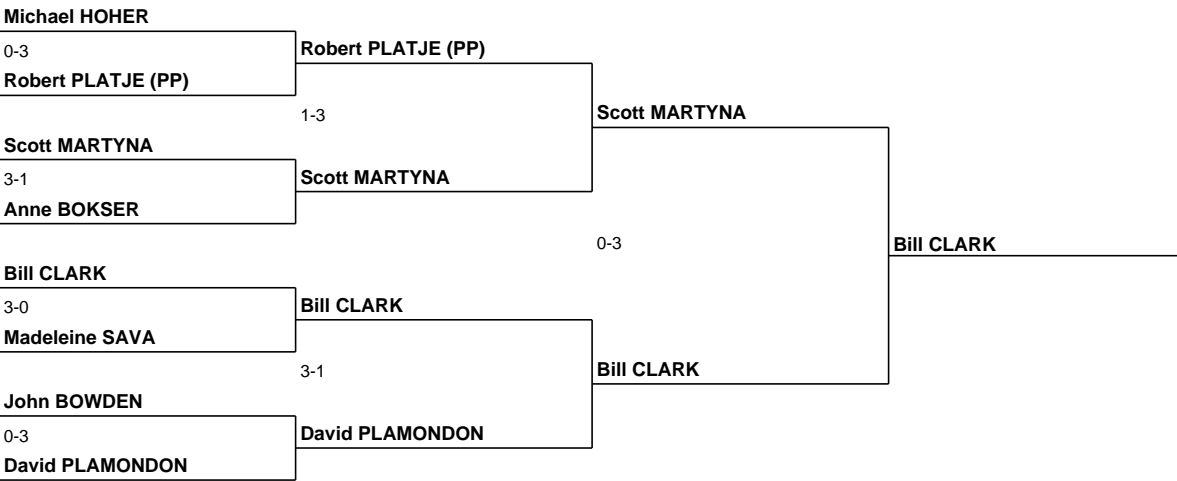 Michael HOHER
0-3
Robert PLATJE (PP)
Robert PLATJE (PP)
1-3
Scott MARTYNA
Scott MARTYNA
3-1
Scott MARTYNA
Anne BOKSER
0-3
Bill CLARK
Bill CLARK
3-0
Bill CLARK
Madeleine SAVA
3-1
Bill CLARK
John BOWDEN
0-3
David PLAMONDON
David PLAMONDON